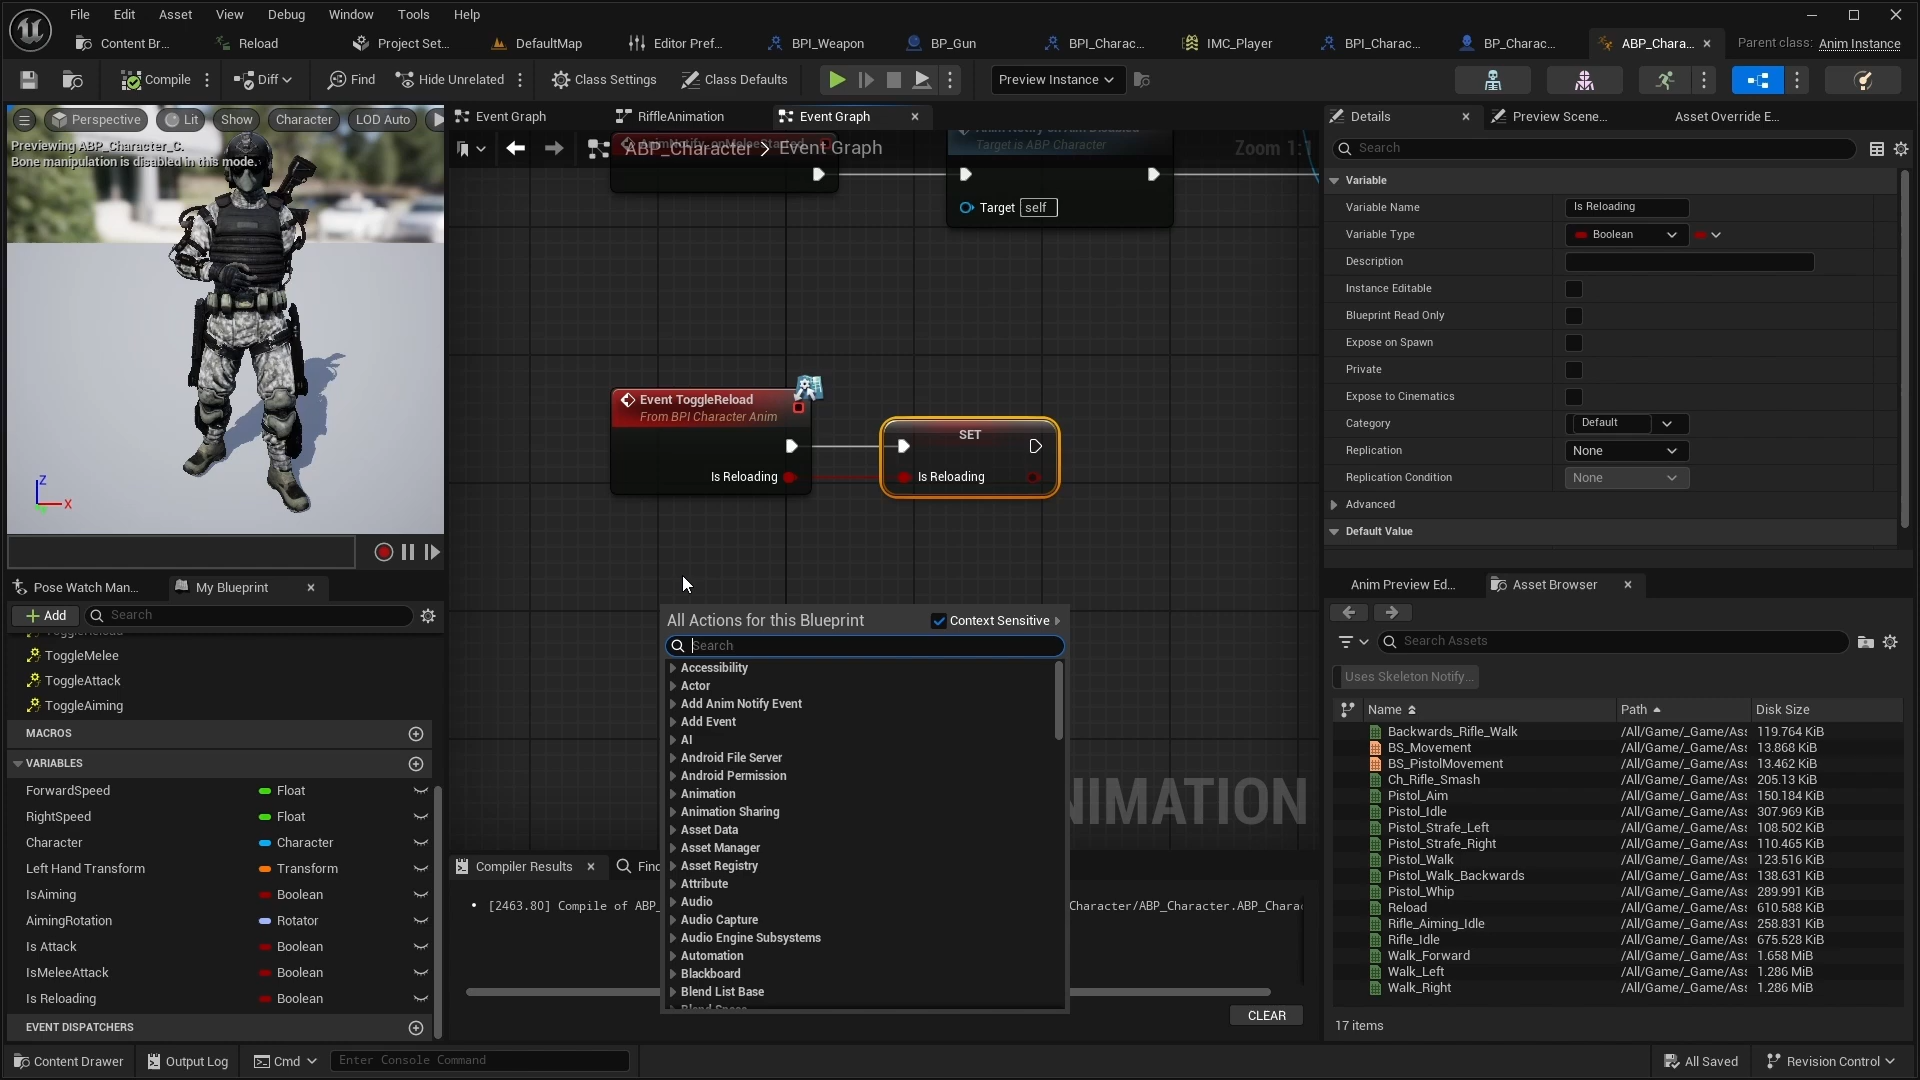 File Edit Asset View Debug Window Tools Help
Content Br... Reload Project Set... DefaultMap Editor Pref... BPI_Weapon BP_Gun BPI_Charac... IMC_Player BPI_Charac... BP_Charac... ABP_Chara... Parent class: Anim Instance
Compile Diff Find Hide Unrelated Class Settings Class Defaults Preview Instance
Perspective Lit Show Character LOD Auto
Previewing ABP_Character_C.
Bone manipulation is disabled in this mode.
Z
X
Pose Watch Man... My Blueprint
Add Search
ToggleMelee
ToggleAttack
ToggleAiming
MACROS
VARIABLES
ForwardSpeed Float
RightSpeed Float
Character Character
Left Hand Transform Transform
IsAiming Boolean
AimingRotation Rotator
Is Attack Boolean
IsMeleeAttack Boolean
Is Reloading Boolean
EVENT DISPATCHERS
Event Graph RiffleAnimation Event Graph
ABP_Character > Event Graph Zoom 1:1
Target is ABP Character
Target self
Event ToggleReload
From BPI Character Anim
Is Reloading
SET
Is Reloading
All Actions for this Blueprint Context Sensitive
Search
Accessibility
Actor
Add Anim Notify Event
Add Event
AI
Android File Server
Android Permission
Animation
Animation Sharing
Asset Data
Asset Manager
Asset Registry
Attribute
Audio
Audio Capture
Audio Engine Subsystems
Automation
Blackboard
Blend List Base
NIMATION
Compiler Results Find
[2463.80] Compile of ABP_ Character/ABP_Character.ABP_Charac
CLEAR
Details Preview Scene... Asset Override E...
Search
Variable
Variable Name Is Reloading
Variable Type Boolean
Description
Instance Editable
Blueprint Read Only
Expose on Spawn
Private
Expose to Cinematics
Category Default
Replication None
Replication Condition None
Advanced
Default Value
Anim Preview Ed... Asset Browser
Search Assets
Uses Skeleton Notify...
Name Path Disk Size
Backwards_Rifle_Walk /All/Game/_Game/Ass 119.764 KiB
BS_Movement /All/Game/_Game/Ass 13.868 KiB
BS_PistolMovement /All/Game/_Game/Ass 13.462 KiB
Ch_Rifle_Smash /All/Game/_Game/Ass 205.13 KiB
Pistol_Aim /All/Game/_Game/Ass 150.184 KiB
Pistol_Idle /All/Game/_Game/Ass 307.969 KiB
Pistol_Strafe_Left /All/Game/_Game/Ass 108.502 KiB
Pistol_Strafe_Right /All/Game/_Game/Ass 110.465 KiB
Pistol_Walk /All/Game/_Game/Ass 123.516 KiB
Pistol_Walk_Backwards /All/Game/_Game/Ass 138.631 KiB
Pistol_Whip /All/Game/_Game/Ass 289.991 KiB
Reload /All/Game/_Game/Ass 610.588 KiB
Rifle_Aiming_Idle /All/Game/_Game/Ass 258.831 KiB
Rifle_Idle /All/Game/_Game/Ass 675.528 KiB
Walk_Forward /All/Game/_Game/Ass 1.658 MiB
Walk_Left /All/Game/_Game/Ass 1.286 MiB
Walk_Right /All/Game/_Game/Ass 1.286 MiB
17 items
Content Drawer Output Log Cmd Enter Console Command All Saved Revision Control